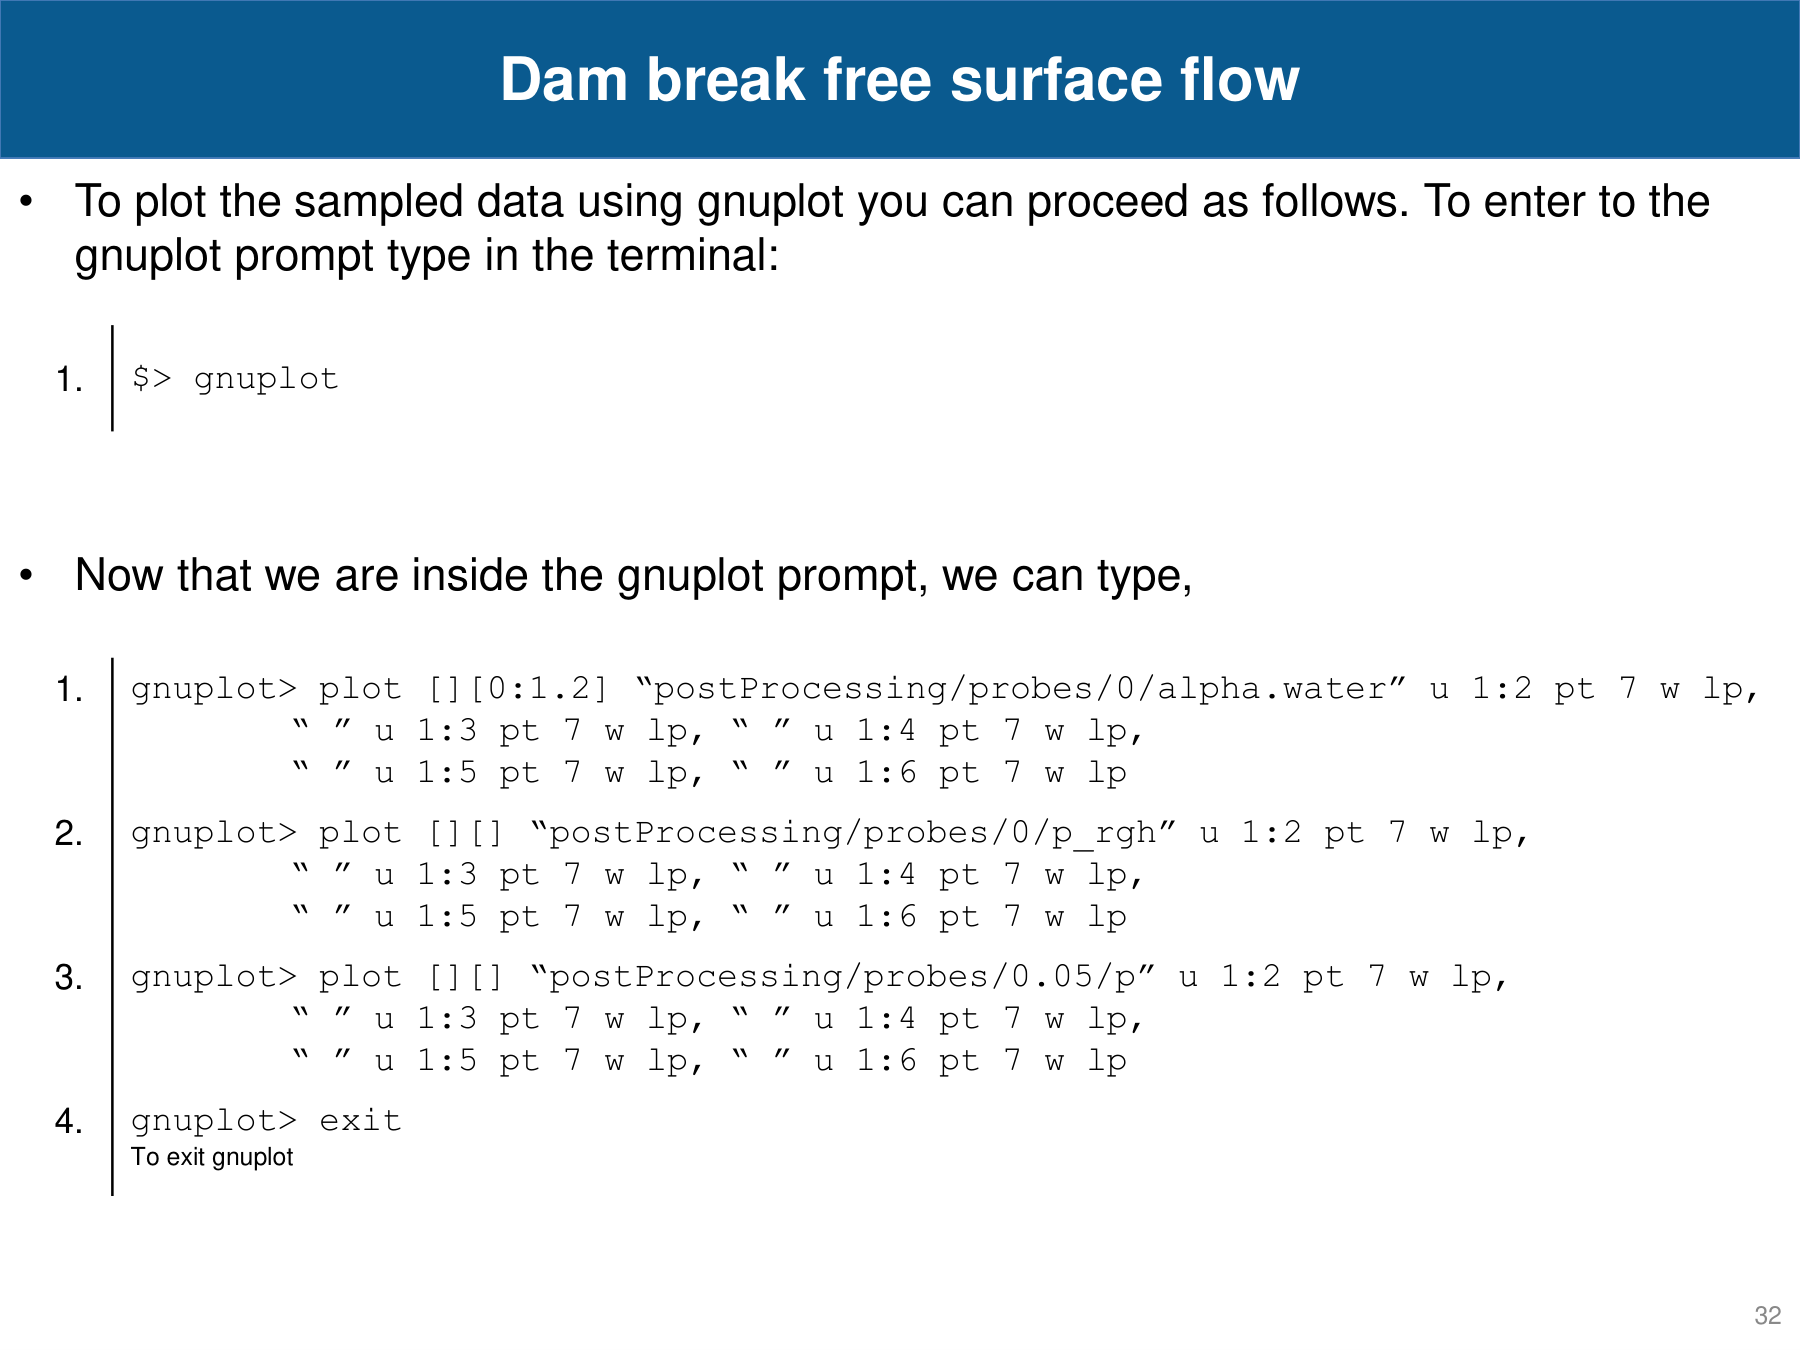 Dam break free surface flow
• To plot the sampled data using gnuplot you can proceed as follows. To enter to the
gnuplot prompt type in the terminal:
1. $> gnuplot
• Now that we are inside the gnuplot prompt, we can type,
1. gnuplot> plot [][0:1.2] “postProcessing/probes/0/alpha.water” u 1:2 pt 7 w lp,
“ ” u 1:3 pt 7 w lp, “ ” u 1:4 pt 7 w lp,
“ ” u 1:5 pt 7 w lp, “ ” u 1:6 pt 7 w lp
2. gnuplot> plot [][] “postProcessing/probes/0/p_rgh” u 1:2 pt 7 w lp,
“ ” u 1:3 pt 7 w lp, “ ” u 1:4 pt 7 w lp,
“ ” u 1:5 pt 7 w lp, “ ” u 1:6 pt 7 w lp
3. gnuplot> plot [][] “postProcessing/probes/0.05/p” u 1:2 pt 7 w lp,
“ ” u 1:3 pt 7 w lp, “ ” u 1:4 pt 7 w lp,
“ ” u 1:5 pt 7 w lp, “ ” u 1:6 pt 7 w lp
4. gnuplot> exit
To exit gnuplot
32